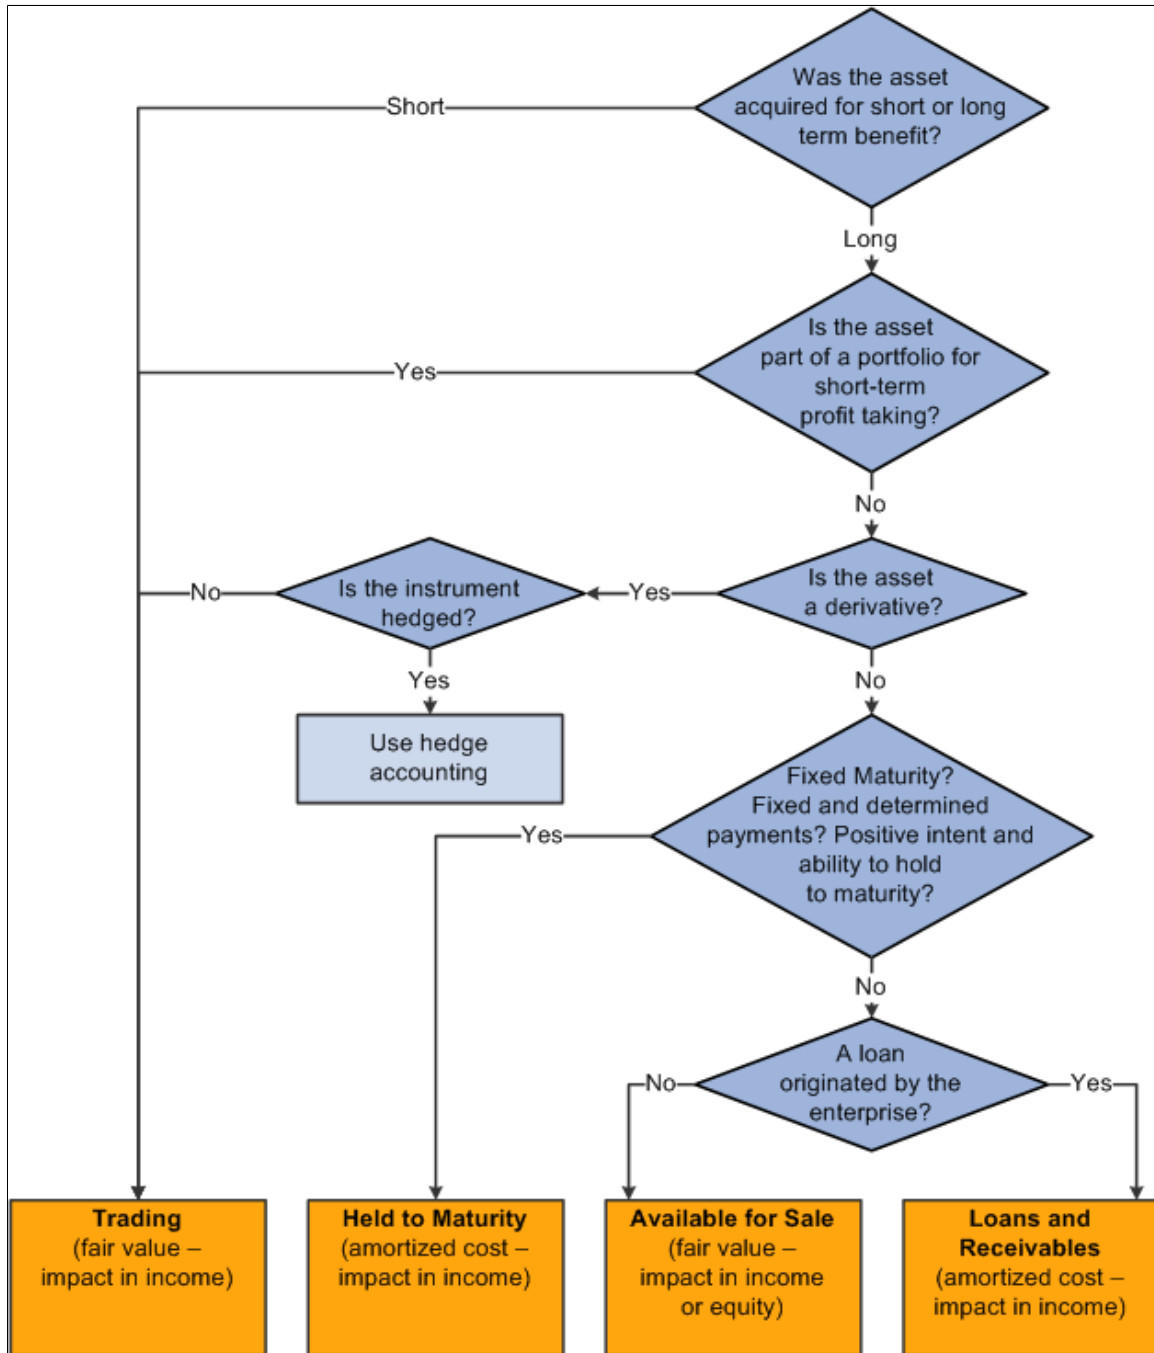 Was the asset
acquired for short or long
term benefit?
Short
Long
Is the asset
part of a portfolio for
short-term
profit taking?
Yes
No
Is the asset
a derivative?
Yes
Is the instrument
hedged?
No
Yes
Use hedge
accounting
No
Fixed Maturity?
Fixed and determined
payments? Positive intent and
ability to hold
to maturity?
Yes
No
A loan
originated by the
enterprise?
No
Yes
Trading
(fair value –
impact in income)
Held to Maturity
(amortized cost –
impact in income)
Available for Sale
(fair value –
impact in income
or equity)
Loans and
Receivables
(amortized cost –
impact in income)